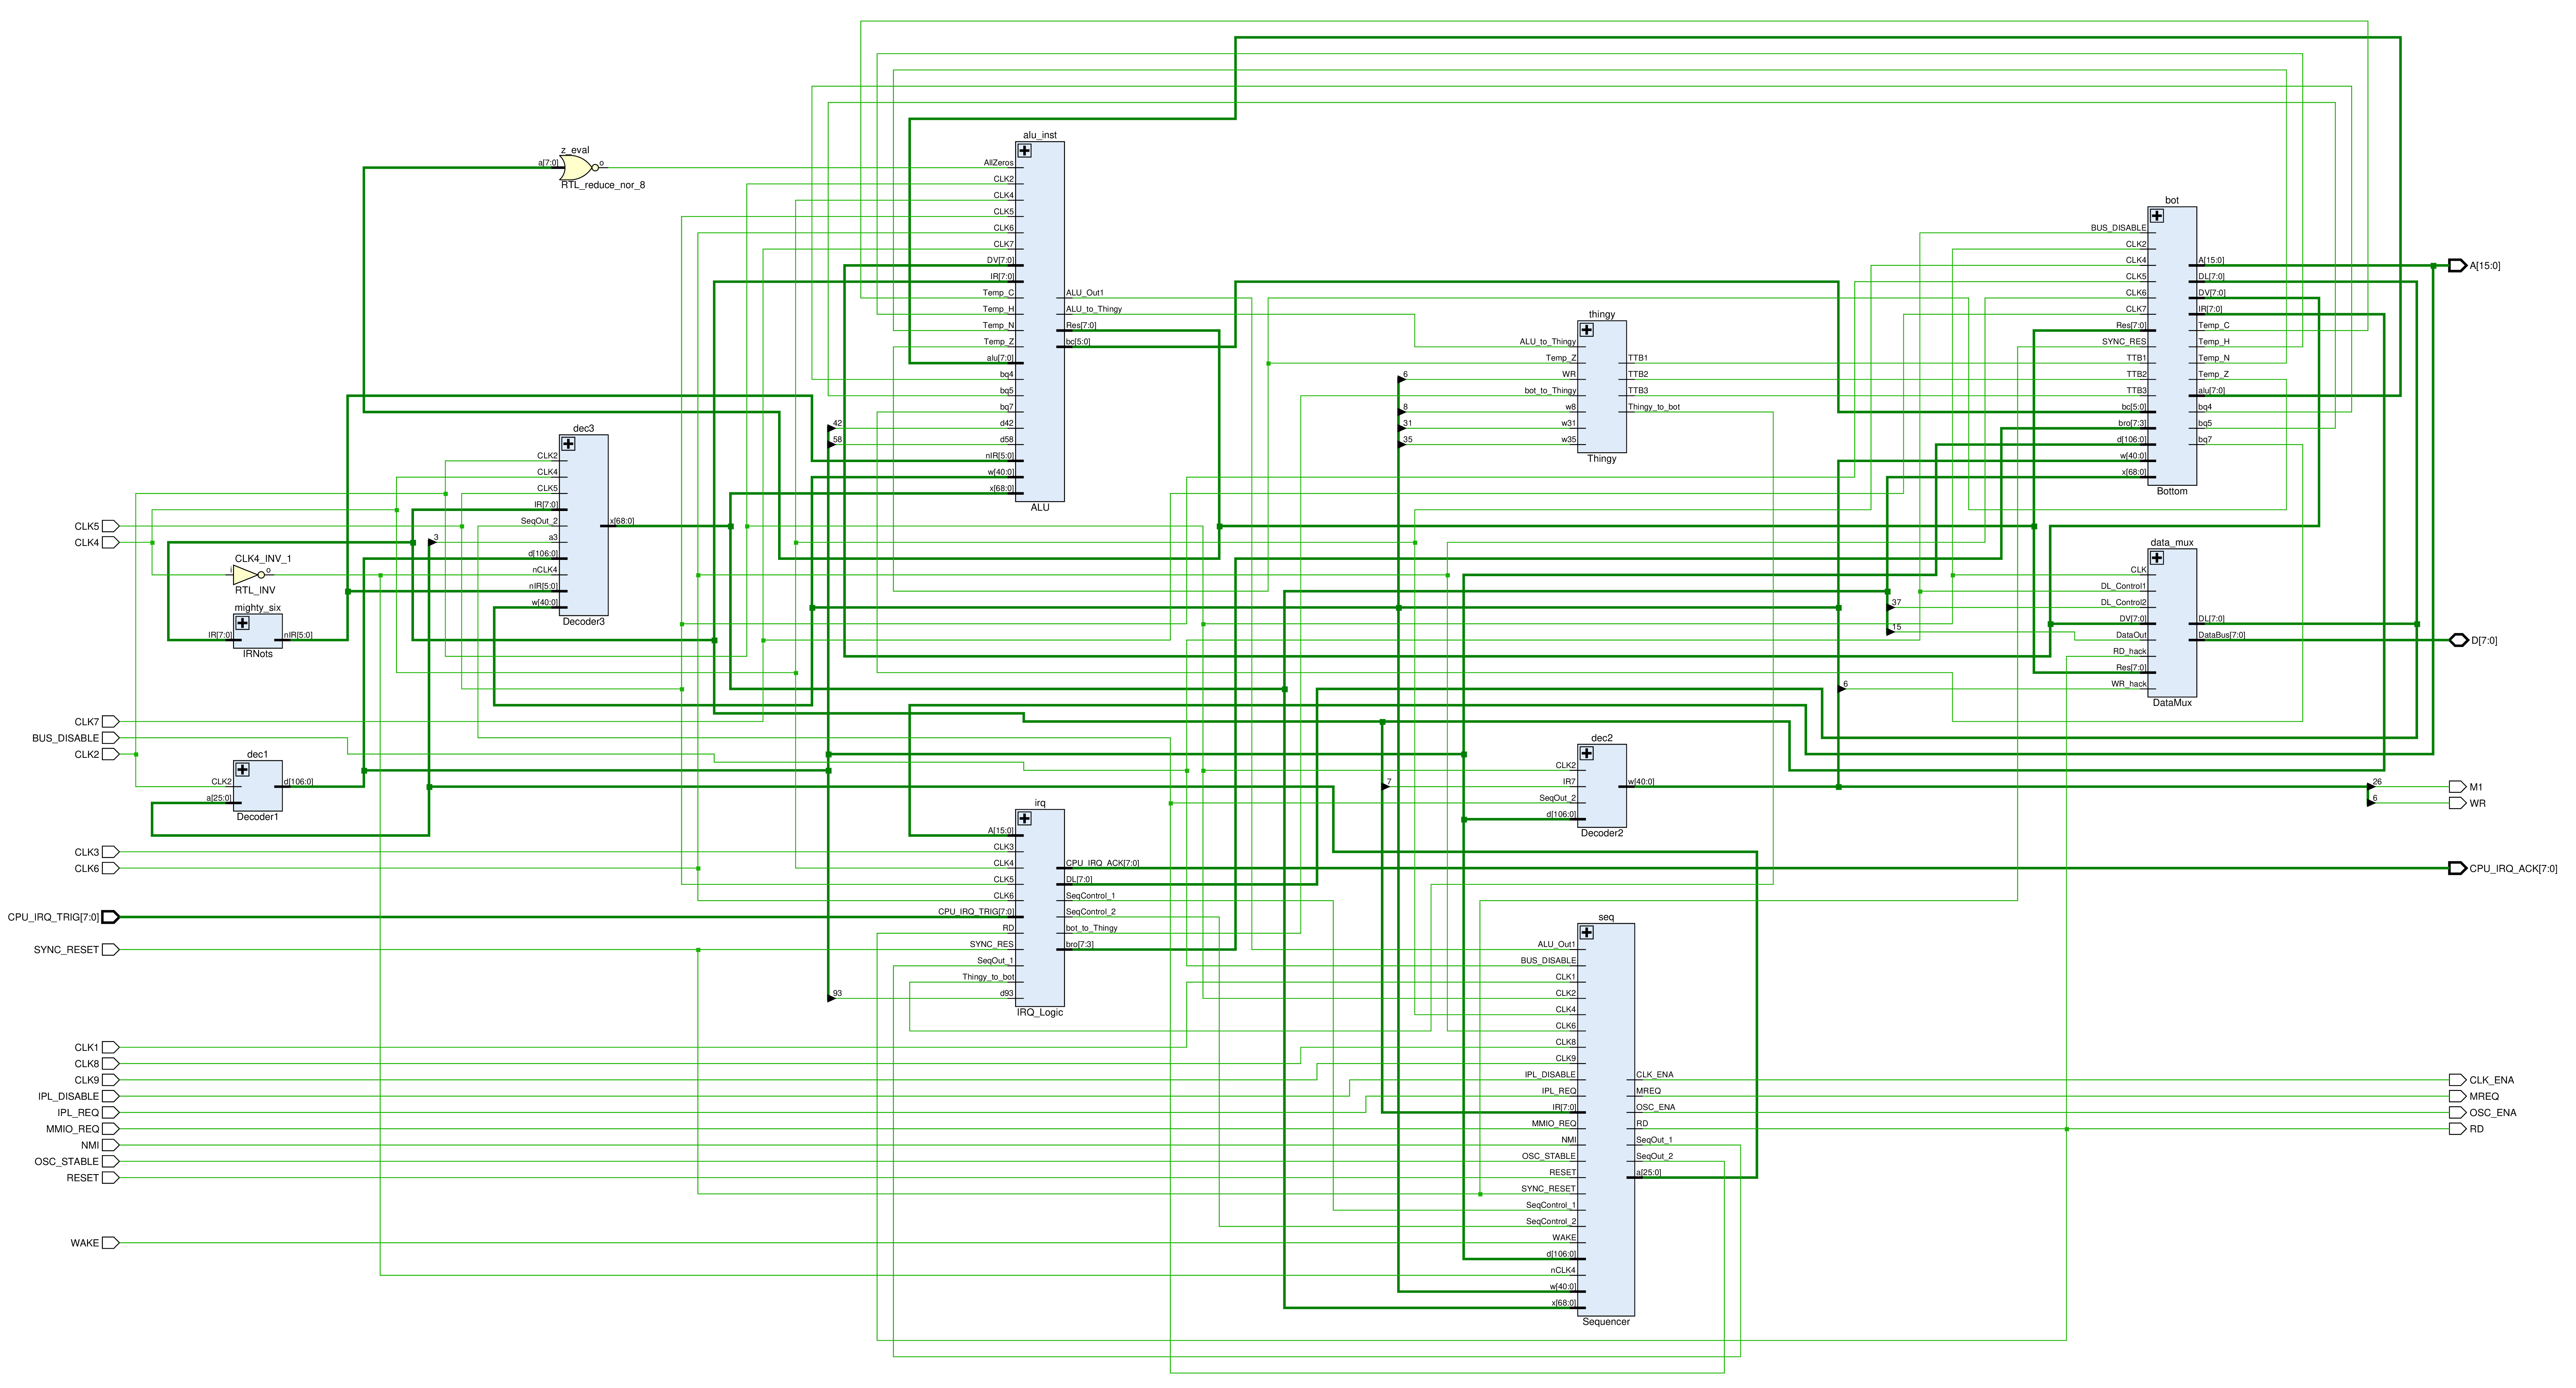 z_eval
a[7:0]
o
RTL_reduce_nor_8
alu_inst
AllZeros
CLK2
CLK4
CLK5
CLK6
CLK7
DV[7:0]
IR[7:0]
Temp_C
Temp_H
Temp_N
Temp_Z
alu[7:0]
bq4
bq5
bq7
42
d42
58
d58
nIR[5:0]
w[40:0]
x[68:0]
ALU_Out1
ALU_to_Thingy
Res[7:0]
bc[5:0]
ALU
thingy
ALU_to_Thingy
Temp_Z
6
WR
bot_to_Thingy
8
w8
31
w31
35
w35
TTB1
TTB2
TTB3
Thingy_to_bot
Thingy
bot
BUS_DISABLE
CLK2
CLK4
CLK5
CLK6
CLK7
Res[7:0]
SYNC_RES
TTB1
TTB2
TTB3
bc[5:0]
bro[7:3]
d[106:0]
w[40:0]
x[68:0]
A[15:0]
DL[7:0]
DV[7:0]
IR[7:0]
Temp_C
Temp_H
Temp_N
Temp_Z
alu[7:0]
bq4
bq5
bq7
Bottom
A[15:0]
dec3
CLK2
CLK4
CLK5
IR[7:0]
SeqOut_2
3
a3
d[106:0]
nCLK4
nIR[5:0]
w[40:0]
x[68:0]
Decoder3
CLK5
CLK4
CLK4_INV_1
i
o
RTL_INV
mighty_six
IR[7:0]
nIR[5:0]
IRNots
data_mux
CLK
DL_Control1
37
DL_Control2
DV[7:0]
15
DataOut
RD_hack
Res[7:0]
6
WR_hack
DL[7:0]
DataBus[7:0]
DataMux
D[7:0]
CLK7
BUS_DISABLE
CLK2
dec1
CLK2
a[25:0]
d[106:0]
Decoder1
dec2
CLK2
7
IR7
SeqOut_2
d[106:0]
w[40:0]
Decoder2
26
M1
6
WR
CLK3
CLK6
CPU_IRQ_TRIG[7:0]
SYNC_RESET
irq
A[15:0]
CLK3
CLK4
CLK5
CLK6
CPU_IRQ_TRIG[7:0]
RD
SYNC_RES
SeqOut_1
Thingy_to_bot
93
d93
CPU_IRQ_ACK[7:0]
DL[7:0]
SeqControl_1
SeqControl_2
bot_to_Thingy
bro[7:3]
IRQ_Logic
CPU_IRQ_ACK[7:0]
CLK1
CLK8
CLK9
IPL_DISABLE
IPL_REQ
MMIO_REQ
NMI
OSC_STABLE
RESET
WAKE
seq
ALU_Out1
BUS_DISABLE
CLK1
CLK2
CLK4
CLK6
CLK8
CLK9
IPL_DISABLE
IPL_REQ
IR[7:0]
MMIO_REQ
NMI
OSC_STABLE
RESET
SYNC_RESET
SeqControl_1
SeqControl_2
WAKE
d[106:0]
nCLK4
w[40:0]
x[68:0]
CLK_ENA
MREQ
OSC_ENA
RD
SeqOut_1
SeqOut_2
a[25:0]
Sequencer
CLK_ENA
MREQ
OSC_ENA
RD